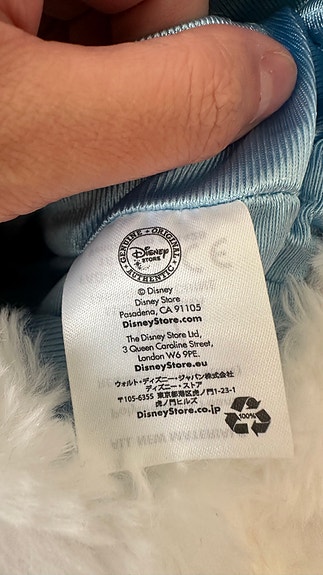 GENUINE • ORIGINAL
Disney
STORE
AUTHENTIC
© Disney
Disney Store
Pasadena, CA 91105
DisneyStore.com
The Disney Store Ltd,
3 Queen Caroline Street,
London W6 9PE.
DisneyStore.eu
ウォルト・ディズニー・ジャパン株式会社
ディズニー・ストア
〒105-6355 東京都港区虎ノ門1-23-1
虎ノ門ヒルズ
DisneyStore.co.jp
100%
ALL NEW MATERIAL